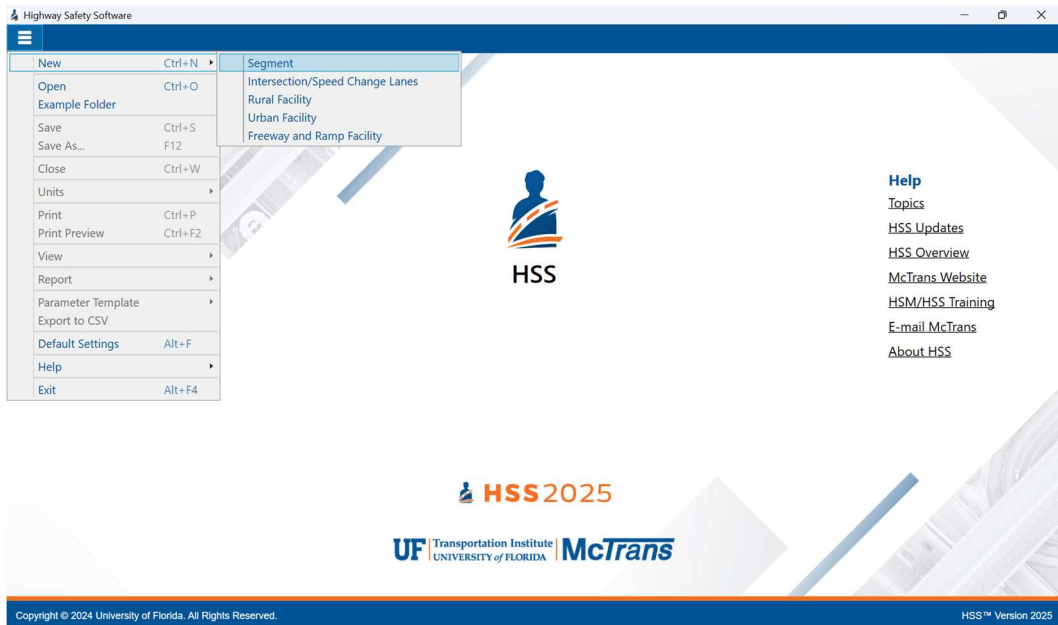 Highway Safety Software
New Ctrl+N
Open Ctrl+O
Example Folder
Save Ctrl+S
Save As... F12
Close Ctrl+W
Units
Print Ctrl+P
Print Preview Ctrl+F2
View
Report
Parameter Template
Export to CSV
Default Settings Alt+F
Help
Exit Alt+F4
Segment
Intersection/Speed Change Lanes
Rural Facility
Urban Facility
Freeway and Ramp Facility
HSS
Help
Topics
HSS Updates
HSS Overview
McTrans Website
HSM/HSS Training
E-mail McTrans
About HSS
HSS2025
UF Transportation Institute
UNIVERSITY of FLORIDA
McTrans
Copyright © 2024 University of Florida. All Rights Reserved.
HSS™ Version 2025